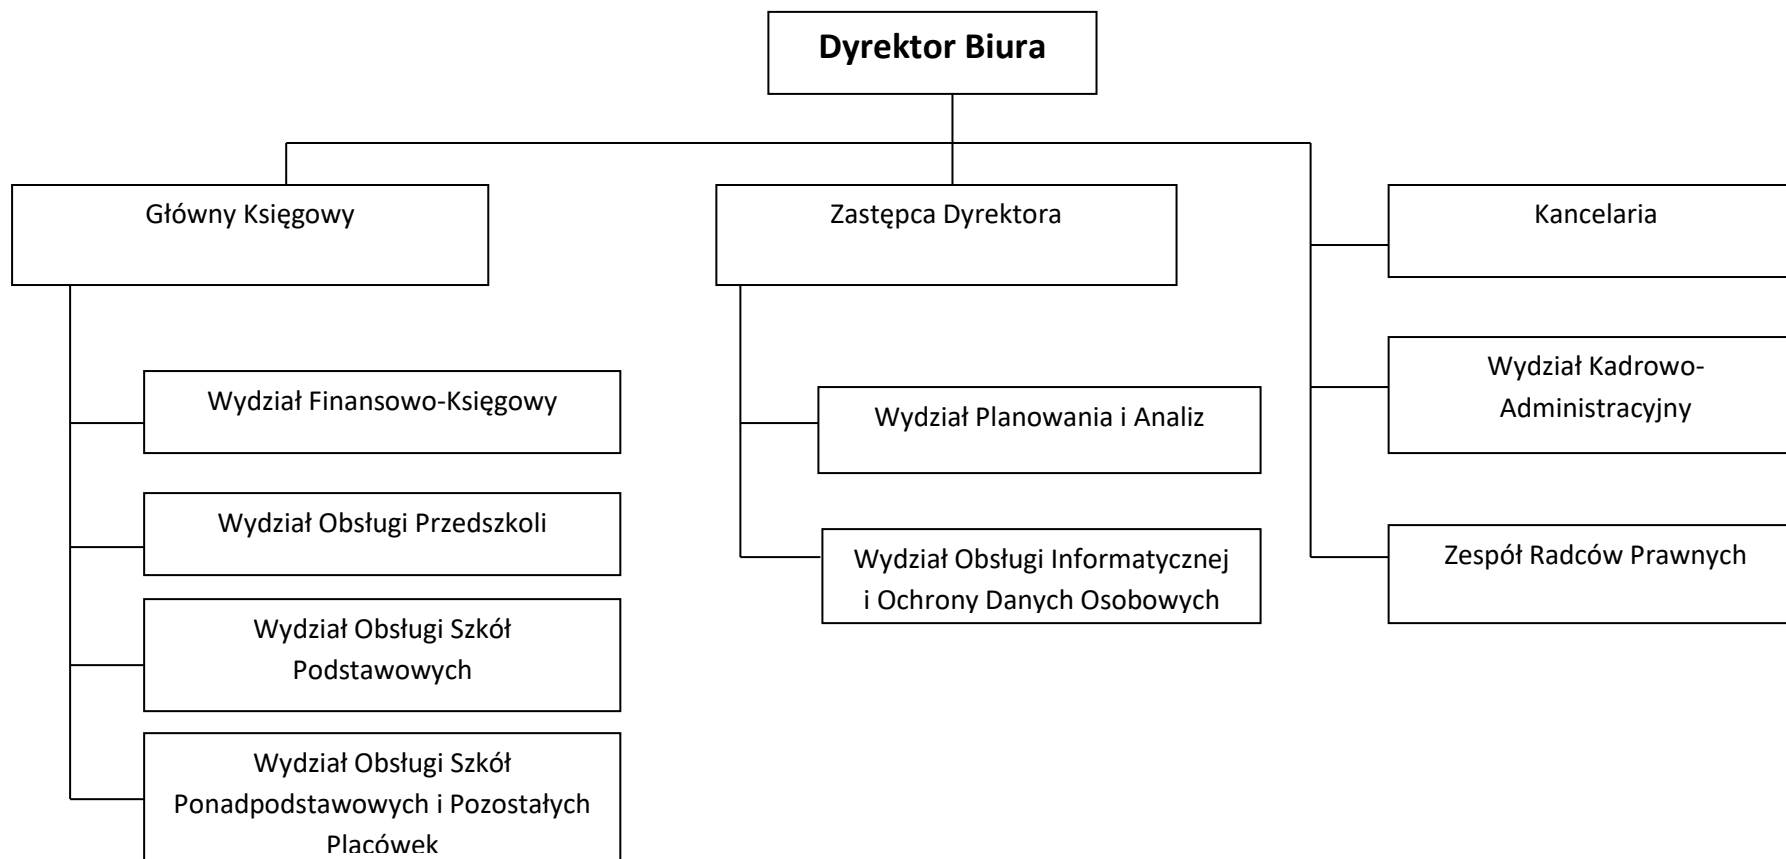 Dyrektor Biura
Główny Księgowy
Zastępca Dyrektora
Kancelaria
Wydział Finansowo-Księgowy
Wydział Obsługi Przedszkoli
Wydział Obsługi Szkół
Podstawowych
Wydział Obsługi Szkół
Ponadpodstawowych i Pozostałych
Placówek
Wydział Planowania i Analiz
Wydział Obsługi Informatycznej
i Ochrony Danych Osobowych
Wydział Kadrowo-
Administracyjny
Zespół Radców Prawnych